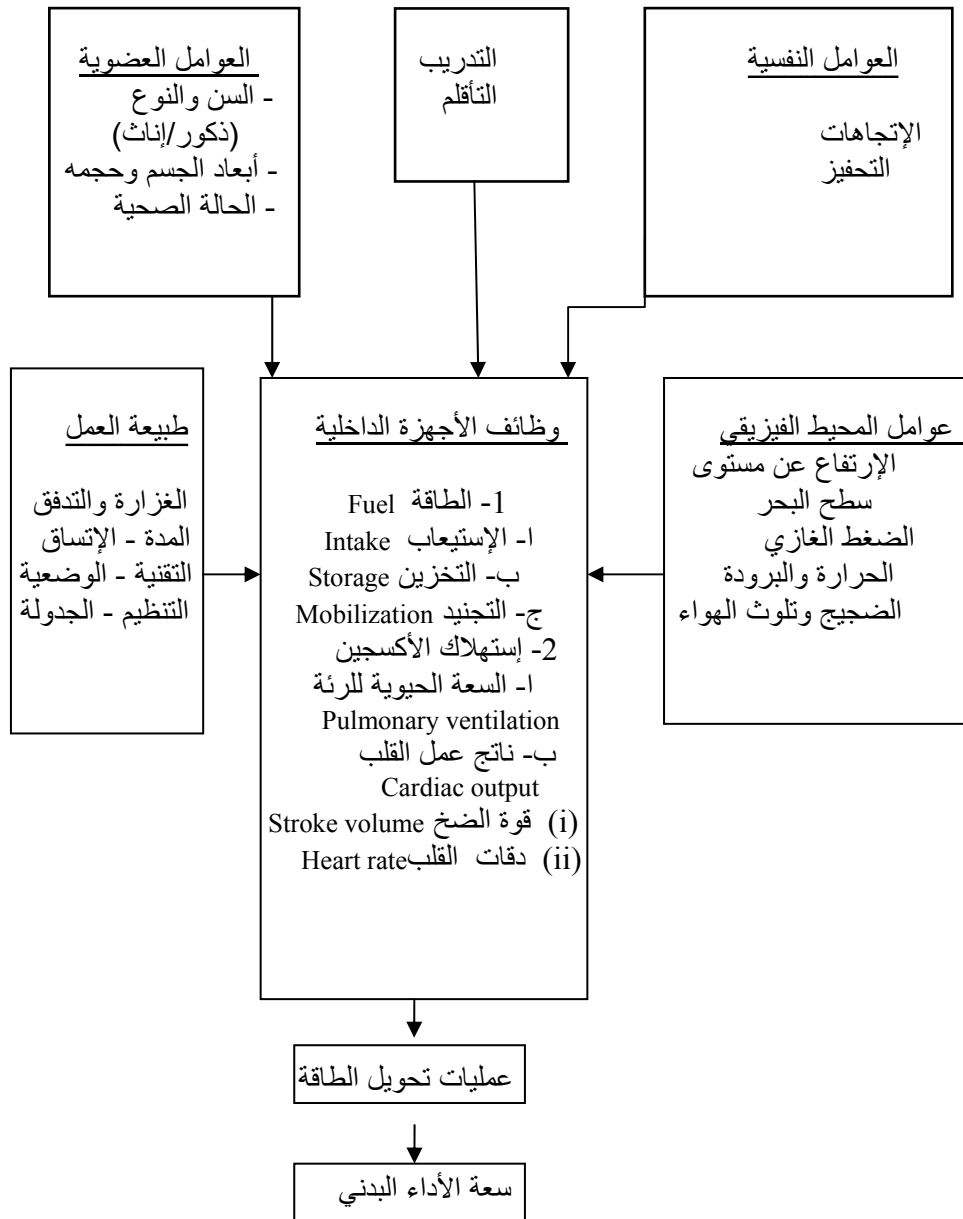 العوامل النفسية
الإتجاهات
التحفيز
التدريب
التأقلم
العوامل العضوية
- السن والنوع
(ذكور/إناث)
- أبعاد الجسم وحجمه
- الحالة الصحية
عوامل المحيط الفيزيقي
الإرتفاع عن مستوى
سطح البحر
الضغط الغازي
الحرارة والبرودة
الضجيج وتلوث الهواء
وظائف الأجهزة الداخلية
1- الطاقة Fuel
ا- الإستيعاب Intake
ب- التخزين Storage
ج- التجنيد Mobilization
2- إستهلاك الأكسجين
ا- السعة الحيوية للرئة
Pulmonary ventilation
ب- ناتج عمل القلب
Cardiac output
(i) قوة الضخ Stroke volume
(ii) دقات القلب Heart rate
طبيعة العمل
الغزارة والتدفق
المدة - الإتساق
التقنية - الوضعية
التنظيم - الجدولة
عمليات تحويل الطاقة
سعة الأداء البدني